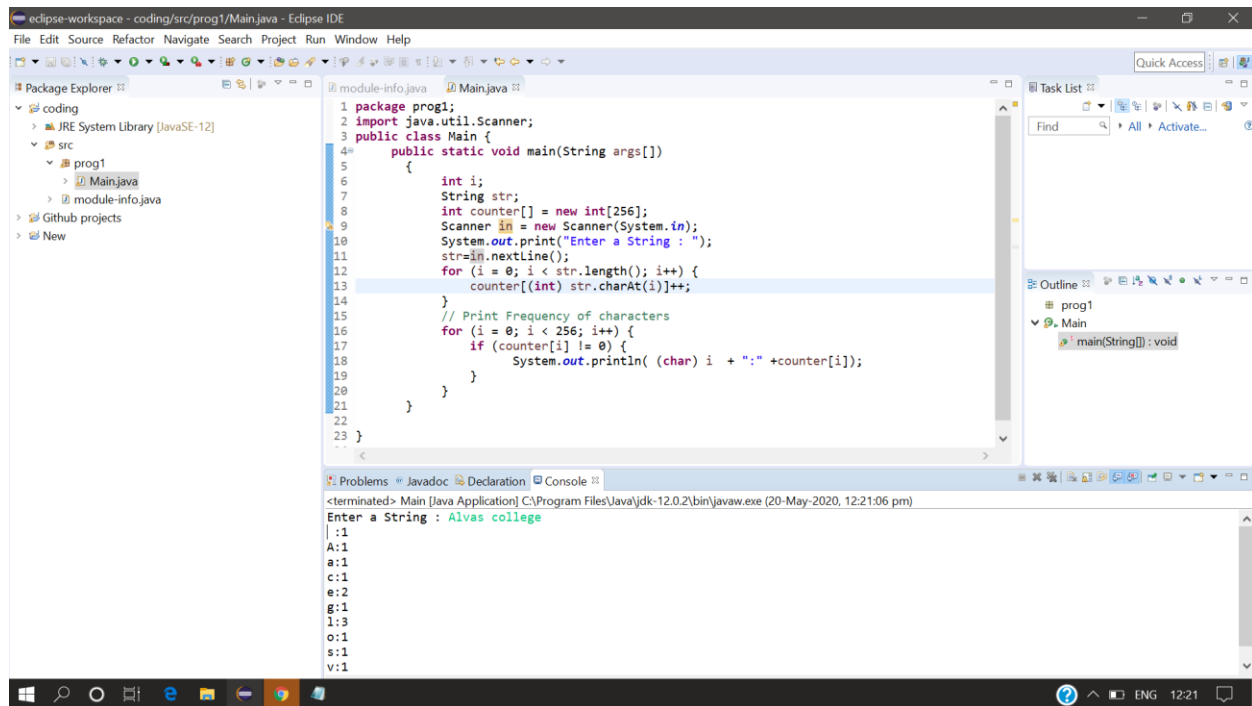 eclipse-workspace - coding/src/prog1/Main.java - Eclipse IDE
File Edit Source Refactor Navigate Search Project Run Window Help
Quick Access
Package Explorer
coding
JRE System Library [JavaSE-12]
src
prog1
Main.java
module-info.java
Github projects
New
module-info.java Main.java
1 package prog1;
2 import java.util.Scanner;
3 public class Main {
4 public static void main(String args[])
5 {
6 int i;
7 String str;
8 int counter[] = new int[256];
9 Scanner in = new Scanner(System.in);
10 System.out.print("Enter a String : ");
11 str=in.nextLine();
12 for (i = 0; i < str.length(); i++) {
13 counter[(int) str.charAt(i)]++;
14 }
15 // Print Frequency of characters
16 for (i = 0; i < 256; i++) {
17 if (counter[i] != 0) {
18 System.out.println( (char) i + ":" +counter[i]);
19 }
20 }
21 }
22
23 }
Task List
Find All Activate...
Outline
prog1
Main
main(String[]) : void
Problems Javadoc Declaration Console
<terminated> Main [Java Application] C:\Program Files\Java\jdk-12.0.2\bin\javaw.exe (20-May-2020, 12:21:06 pm)
Enter a String : Alvas college
 :1
A:1
a:1
c:1
e:2
g:1
l:3
o:1
s:1
v:1
ENG 12:21